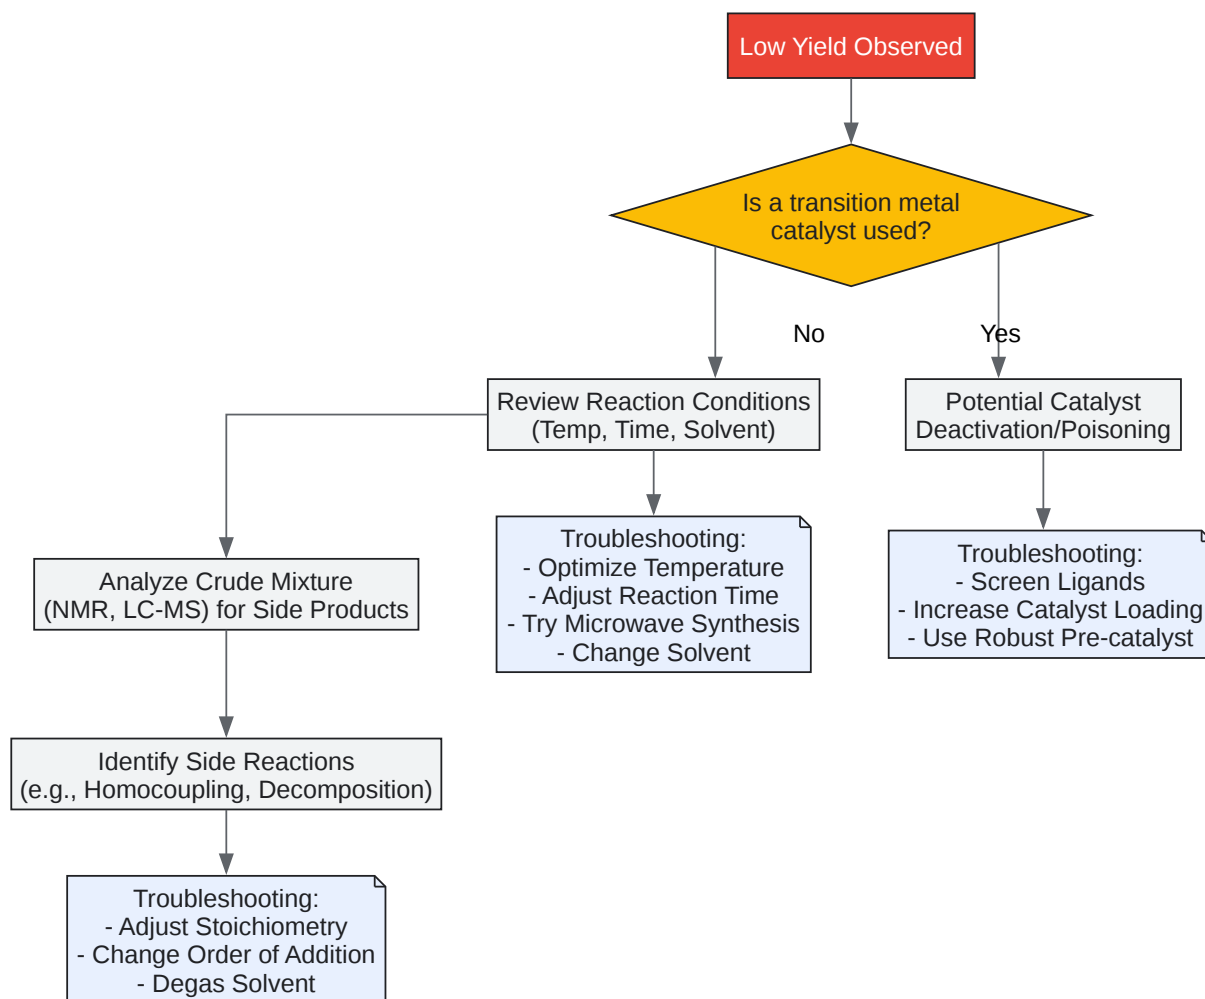 Low Yield Observed
Is a transition metal
catalyst used?
No
Yes
Review Reaction Conditions
(Temp, Time, Solvent)
Potential Catalyst
Deactivation/Poisoning
Troubleshooting:
- Optimize Temperature
- Adjust Reaction Time
- Try Microwave Synthesis
- Change Solvent
Troubleshooting:
- Screen Ligands
- Increase Catalyst Loading
- Use Robust Pre-catalyst
Analyze Crude Mixture
(NMR, LC-MS) for Side Products
Identify Side Reactions
(e.g., Homocoupling, Decomposition)
Troubleshooting:
- Adjust Stoichiometry
- Change Order of Addition
- Degas Solvent